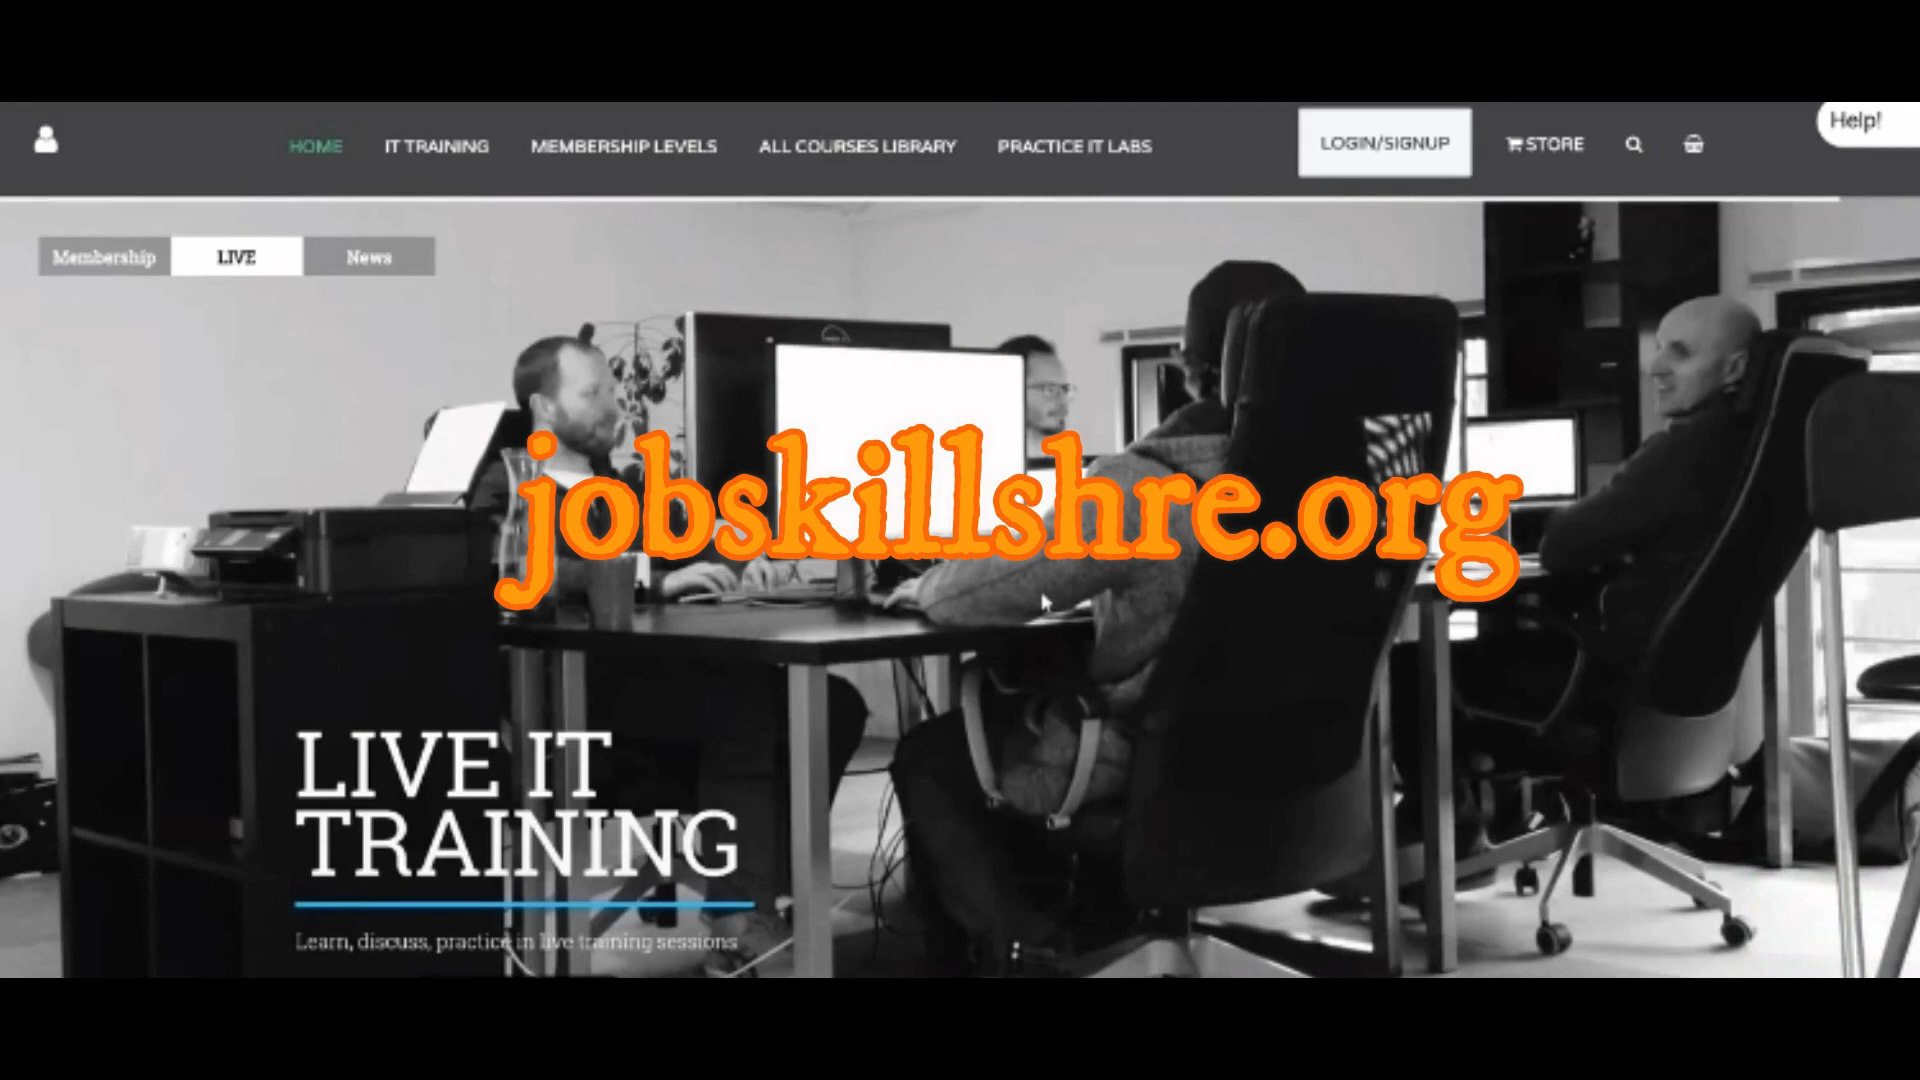 Help!
HOME IT TRAINING MEMBERSHIP LEVELS ALL COURSES LIBRARY PRACTICE IT LABS LOGIN/SIGNUP STORE
Membership LIVE News
jobskillshre.org
LIVE IT
TRAINING
Learn, discuss, practice in live training sessions